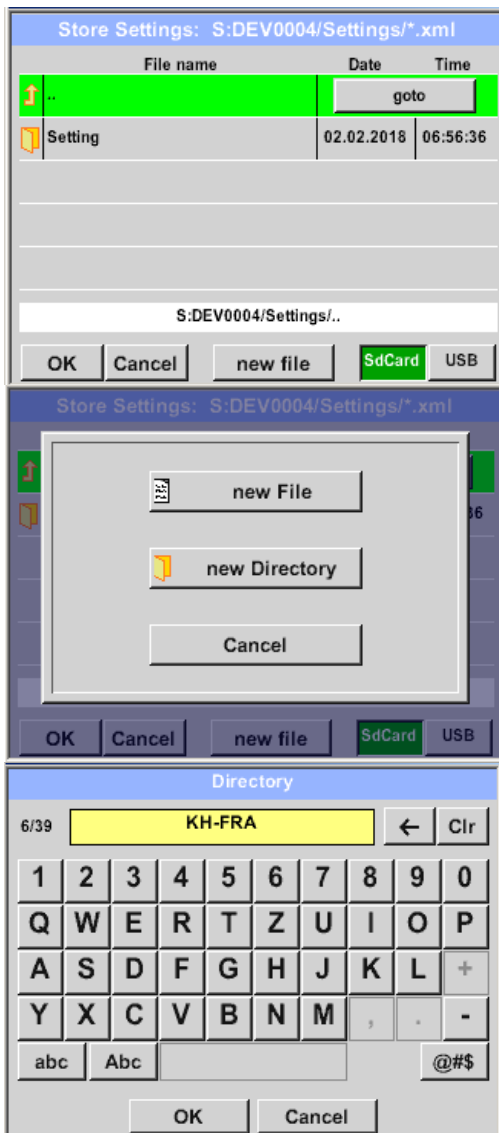 Store Settings: S:DEV0004/Settings/*.xml
File name Date Time
.. goto
Setting 02.02.2018 06:56:36
S:DEV0004/Settings/..
OK Cancel new file SdCard USB
Store Settings: S:DEV0004/Settings/*.xml
36
new File
new Directory
Cancel
OK Cancel new file SdCard USB
Directory
6/39 KH-FRA ← Clr
1 2 3 4 5 6 7 8 9 0
Q W E R T Z U I O P
A S D F G H J K L +
Y X C V B N M , . -
abc Abc @#$
OK Cancel